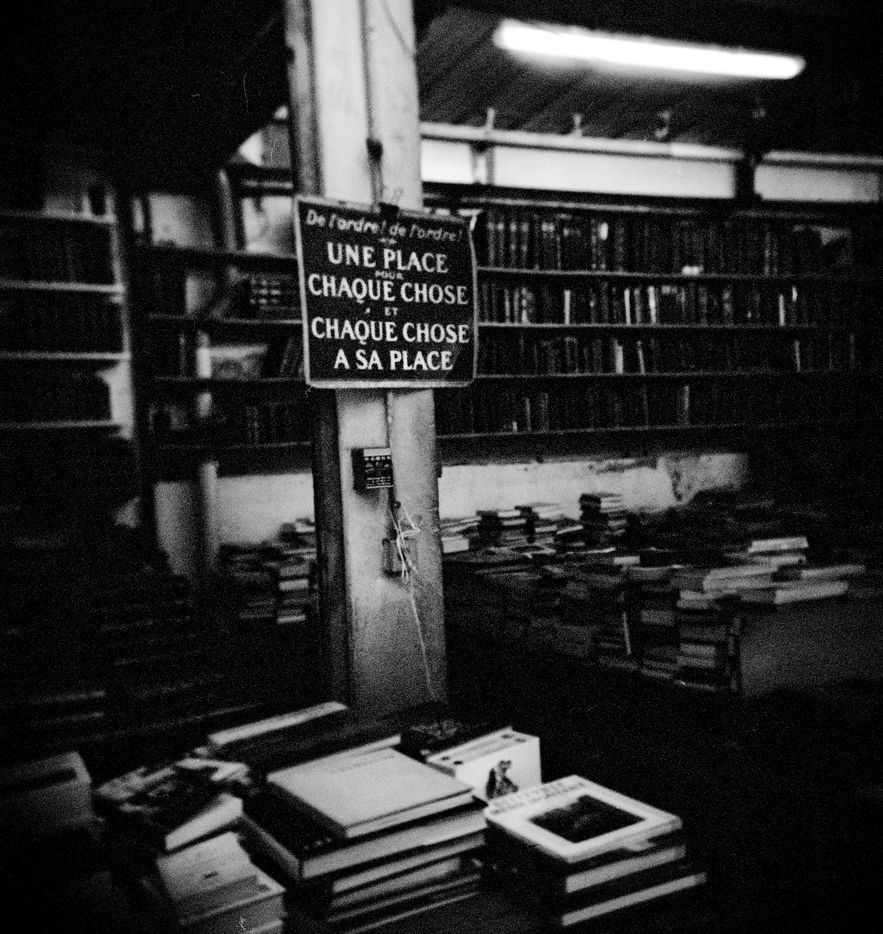 De l'ordre! de l'ordre!
UNE PLACE
POUR
CHAQUE CHOSE
ET
CHAQUE CHOSE
A SA PLACE